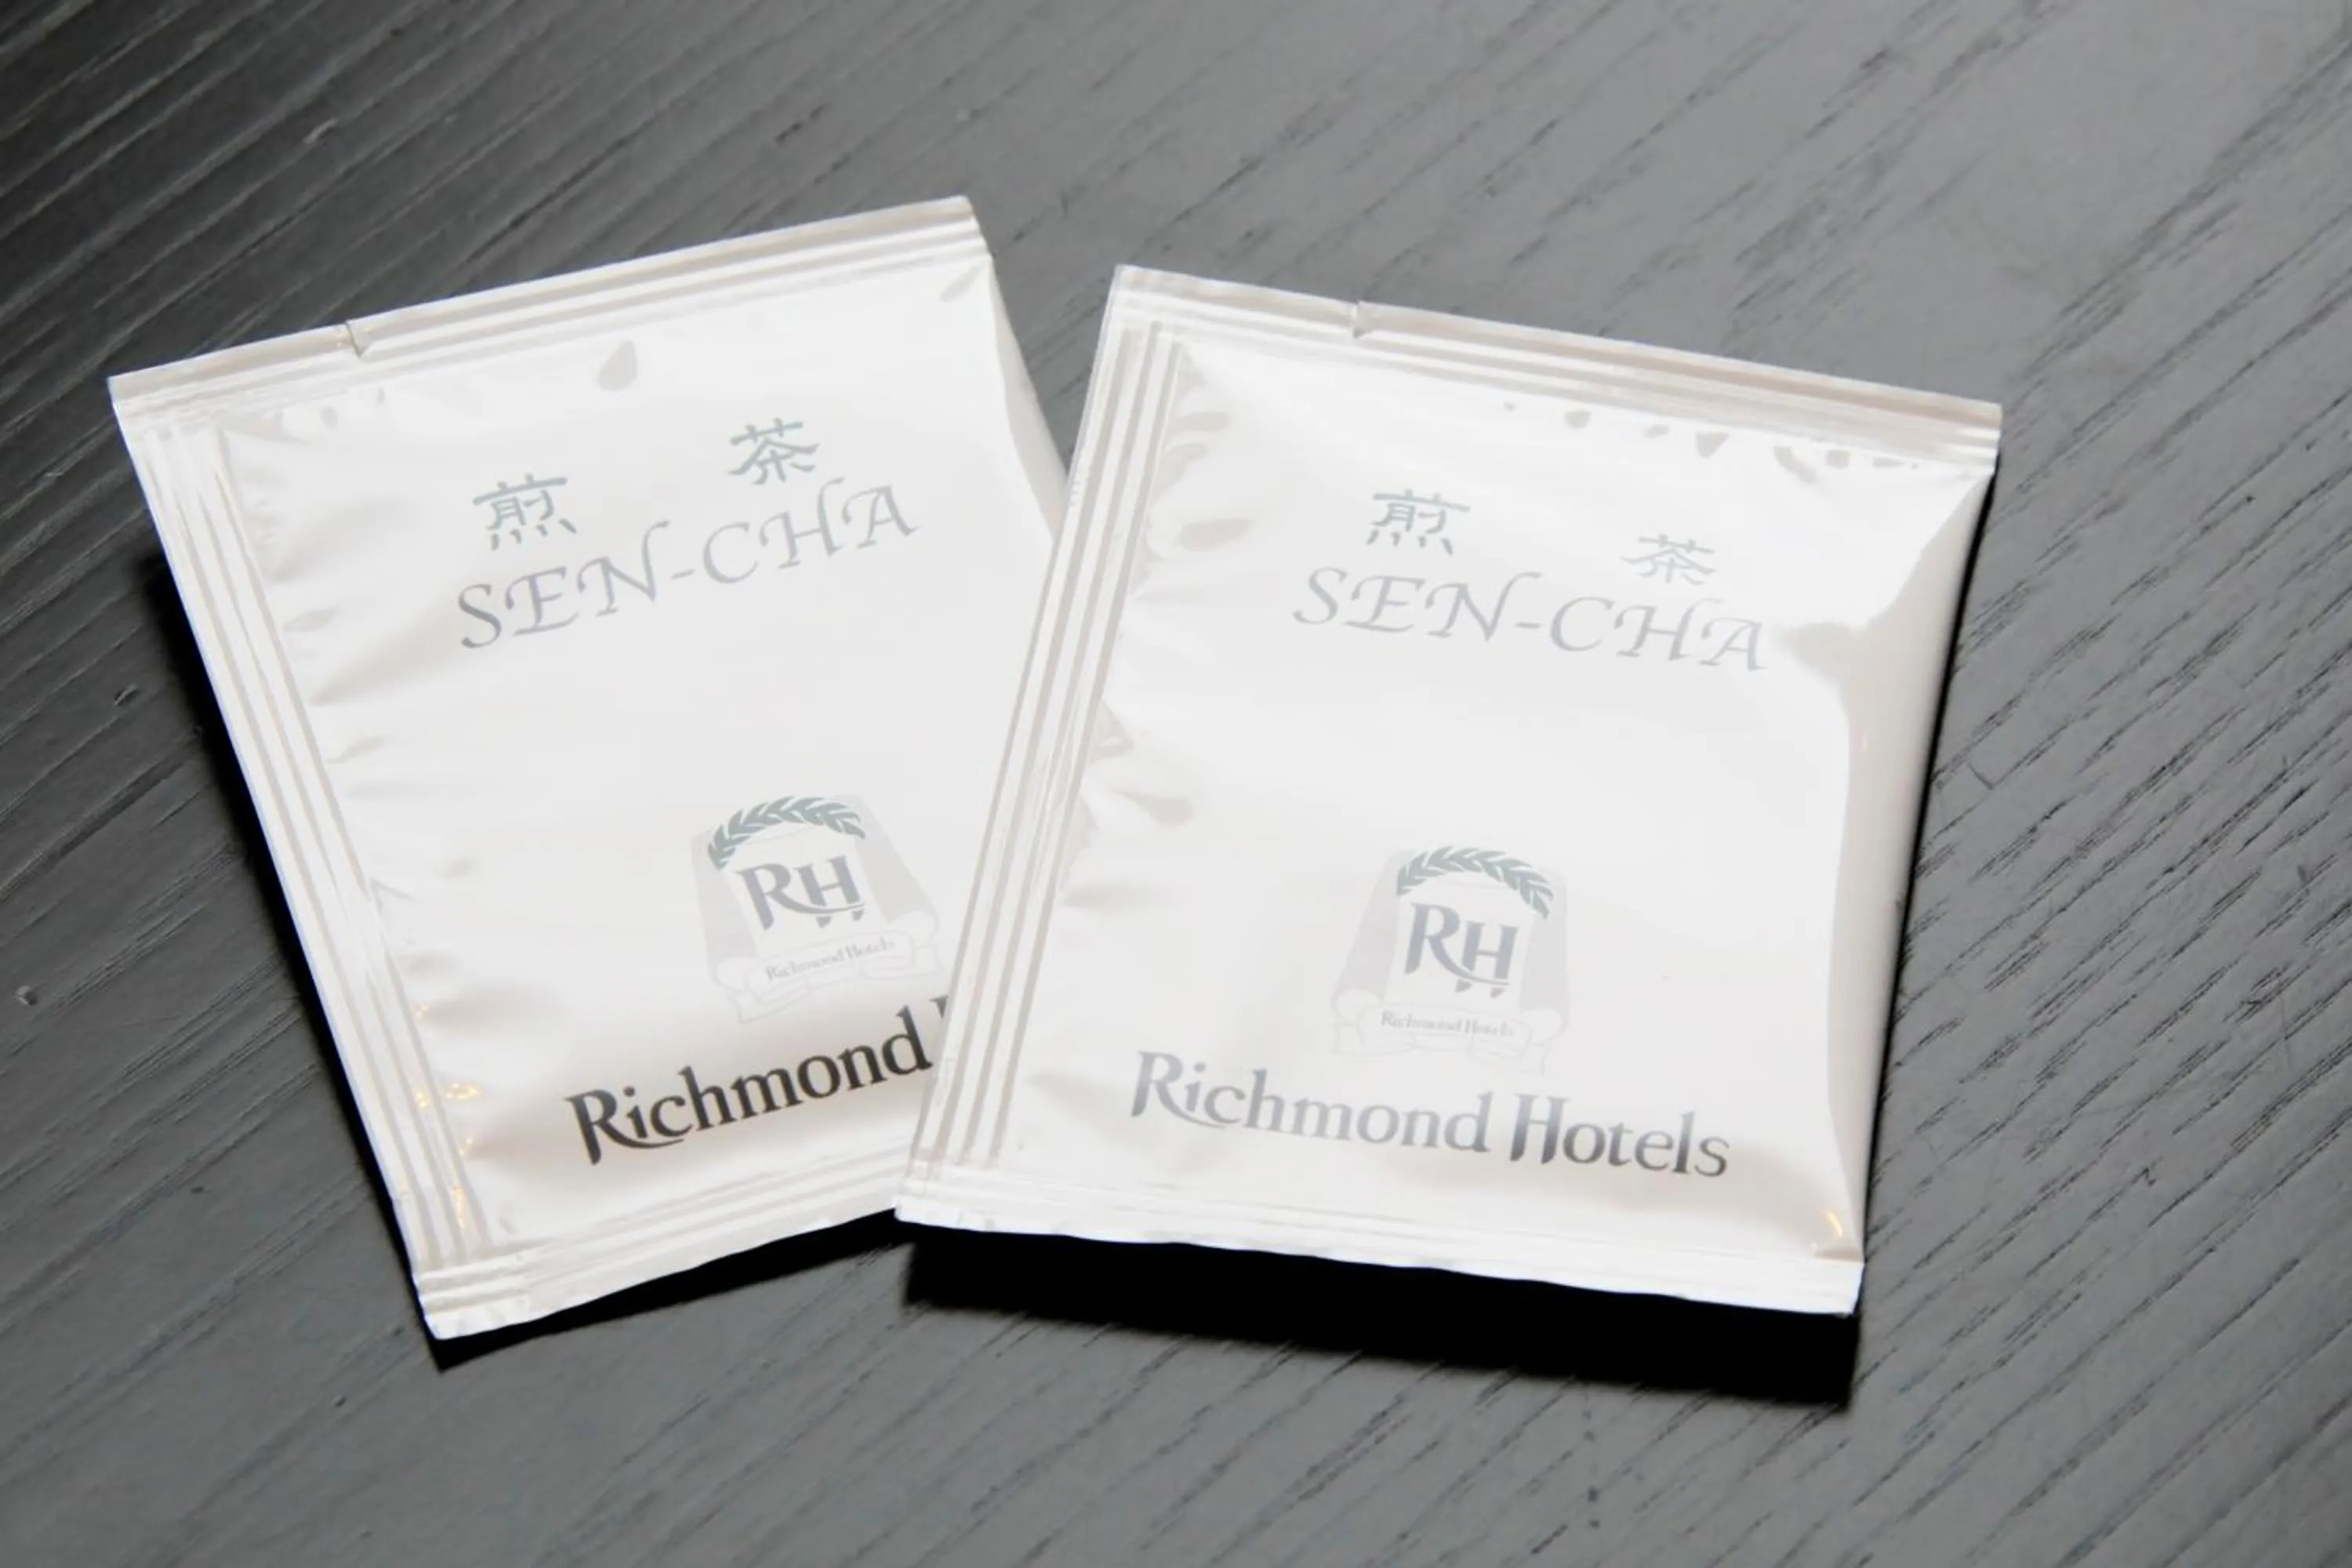 煎 茶
SEN-CHA
RH
Richmond Hotels
Richmond
煎 茶
SEN-CHA
RH
Richmond Hotels
Richmond Hotels